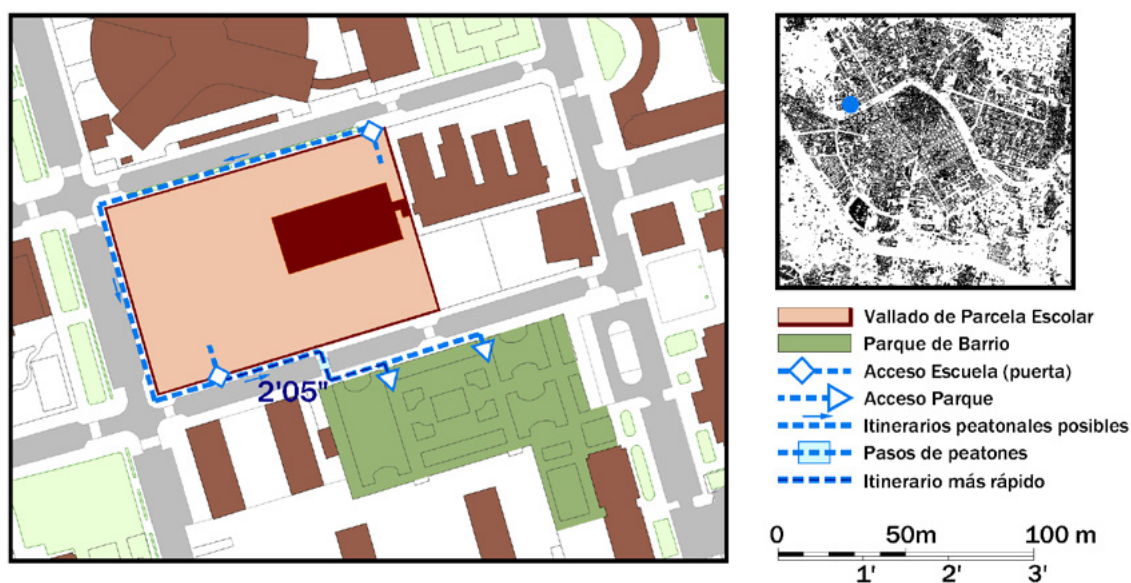 2'05"
Vallado de Parcela Escolar
Parque de Barrio
Acceso Escuela (puerta)
Acceso Parque
Itinerarios peatonales posibles
Pasos de peatones
Itinerario más rápido
0 50m 100 m
1' 2' 3'